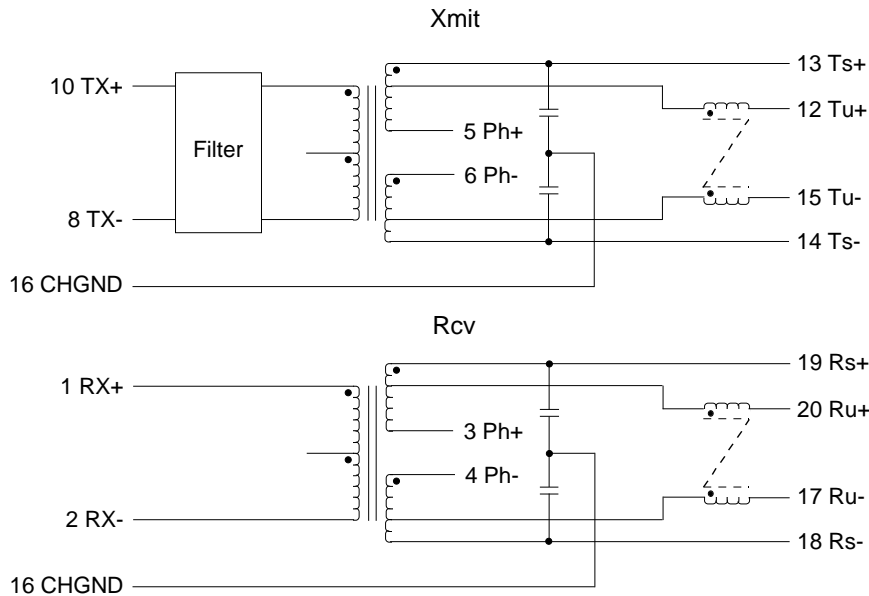 Xmit
13 Ts+
10 TX+
12 Tu+
5 Ph+
Filter
6 Ph-
15 Tu-
8 TX-
14 Ts-
16 CHGND
Rcv
19 Rs+
1 RX+
20 Ru+
3 Ph+
4 Ph-
17 Ru-
2 RX-
18 Rs-
16 CHGND